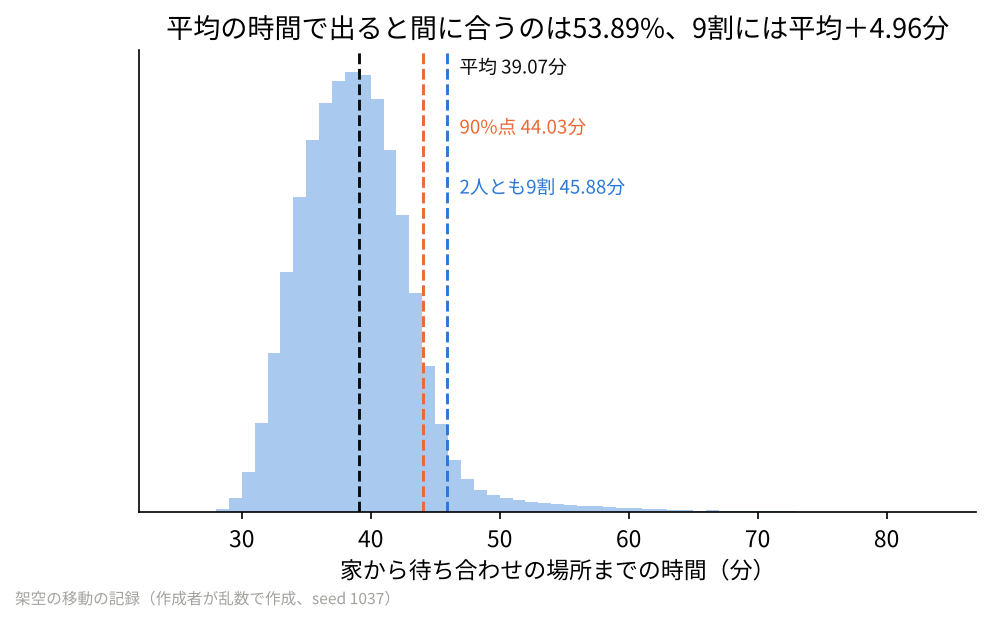 平均の時間で出ると間に合うのは53.89%、9割には平均＋4.96分
平均 39.07分
90%点 44.03分
2人とも9割 45.88分
30 40 50 60 70 80
家から待ち合わせの場所までの時間（分）
架空の移動の記録（作成者が乱数で作成、seed 1037）